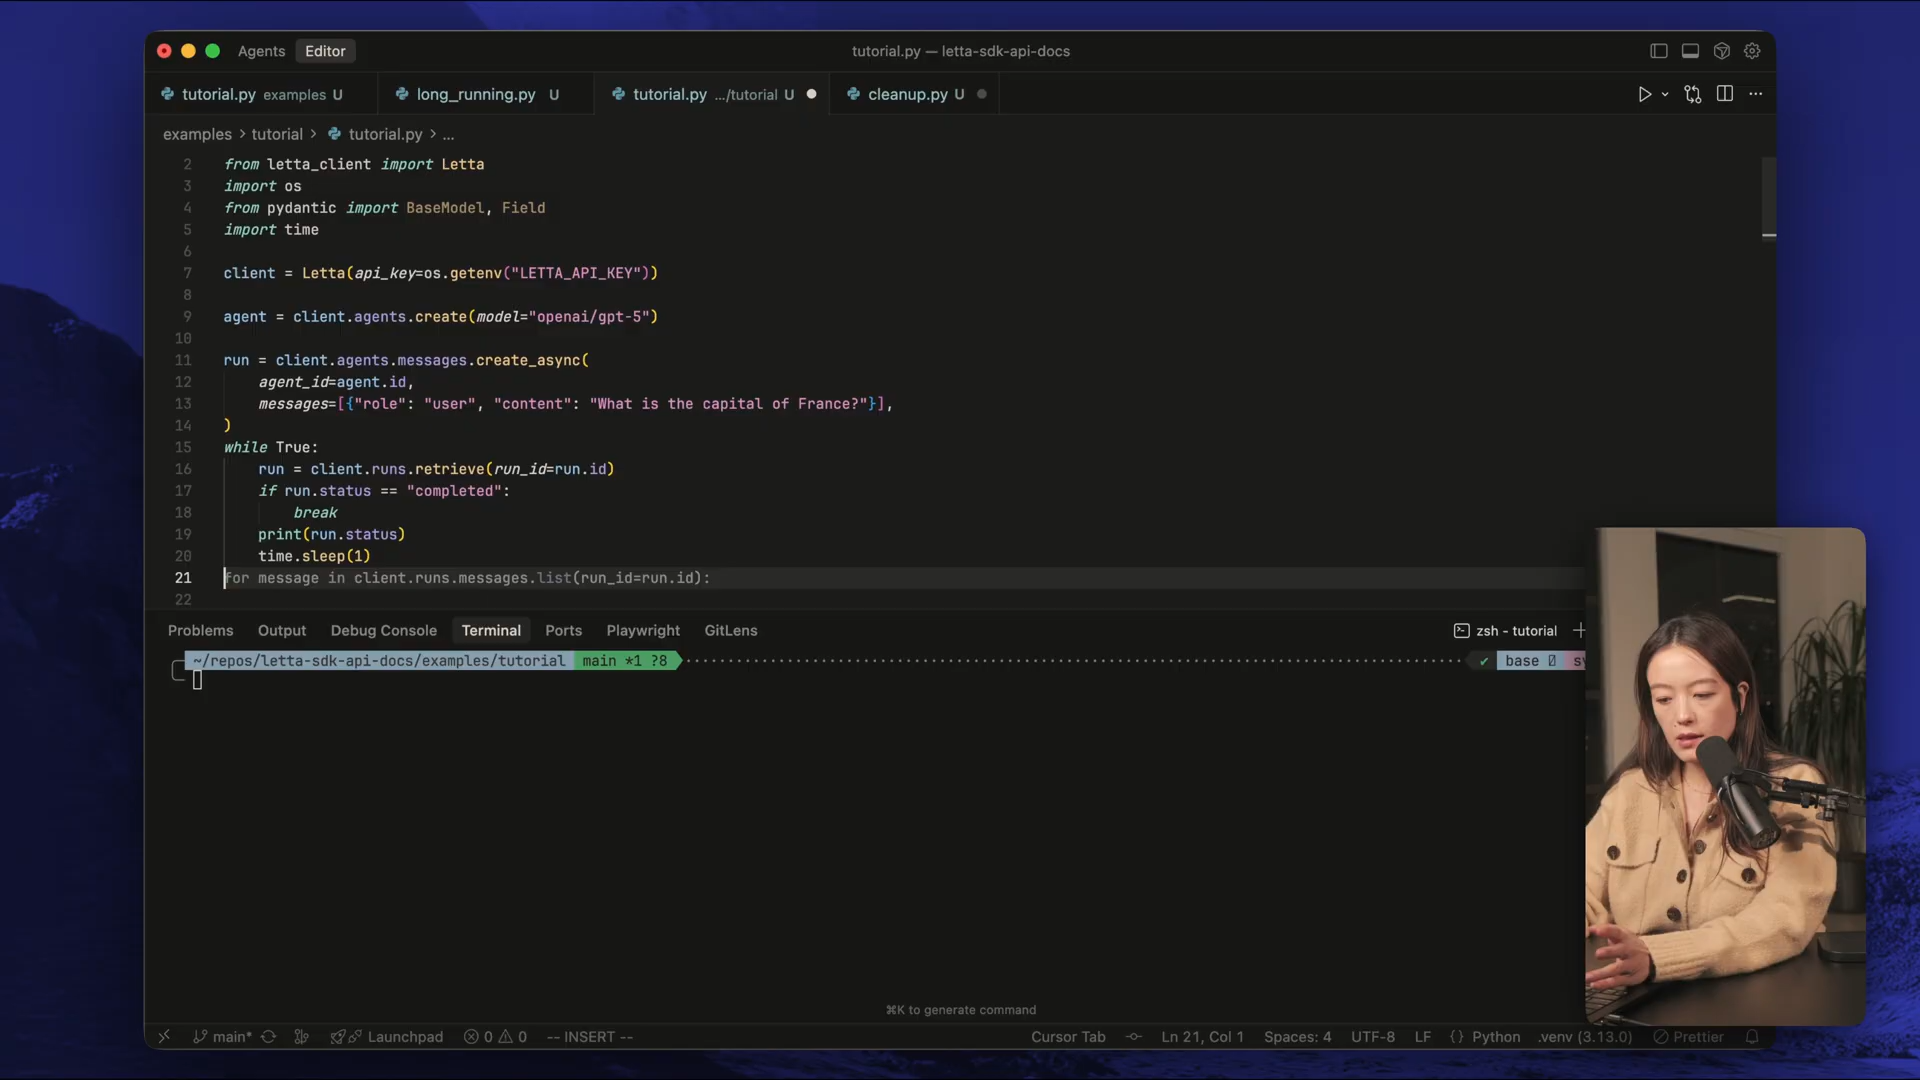 Agents Editor tutorial.py — letta-sdk-api-docs
tutorial.py examples U long_running.py U tutorial.py .../tutorial U cleanup.py U
examples > tutorial > tutorial.py > ...
2 from letta_client import Letta
3 import os
4 from pydantic import BaseModel, Field
5 import time
6
7 client = Letta(api_key=os.getenv("LETTA_API_KEY"))
8
9 agent = client.agents.create(model="openai/gpt-5")
10
11 run = client.agents.messages.create_async(
12 agent_id=agent.id,
13 messages=[{"role": "user", "content": "What is the capital of France?"}],
14 )
15 while True:
16 run = client.runs.retrieve(run_id=run.id)
17 if run.status == "completed":
18 break
19 print(run.status)
20 time.sleep(1)
21 for message in client.runs.messages.list(run_id=run.id):
22
Problems Output Debug Console Terminal Ports Playwright GitLens zsh - tutorial
~/repos/letta-sdk-api-docs/examples/tutorial main *1 ?8 ✔ base
⌘K to generate command
main* Launchpad 0 0 -- INSERT -- Cursor Tab Ln 21, Col 1 Spaces: 4 UTF-8 LF {} Python .venv (3.13.0) Prettier